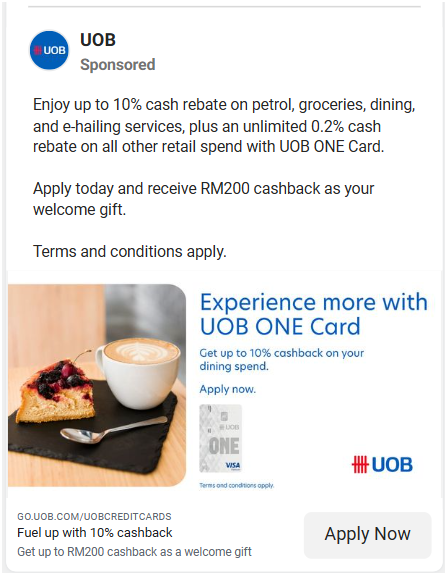 UOB
UOB
Sponsored
Enjoy up to 10% cash rebate on petrol, groceries, dining,
and e-hailing services, plus an unlimited 0.2% cash
rebate on all other retail spend with UOB ONE Card.
Apply today and receive RM200 cashback as your
welcome gift.
Terms and conditions apply.
Experience more with
UOB ONE Card
Get up to 10% cashback on your
dining spend.
Apply now.
UOB
ONE
VISA
UOB
Terms and conditions apply.
GO.UOB.COM/UOBCREDITCARDS
Fuel up with 10% cashback
Get up to RM200 cashback as a welcome gift
Apply Now